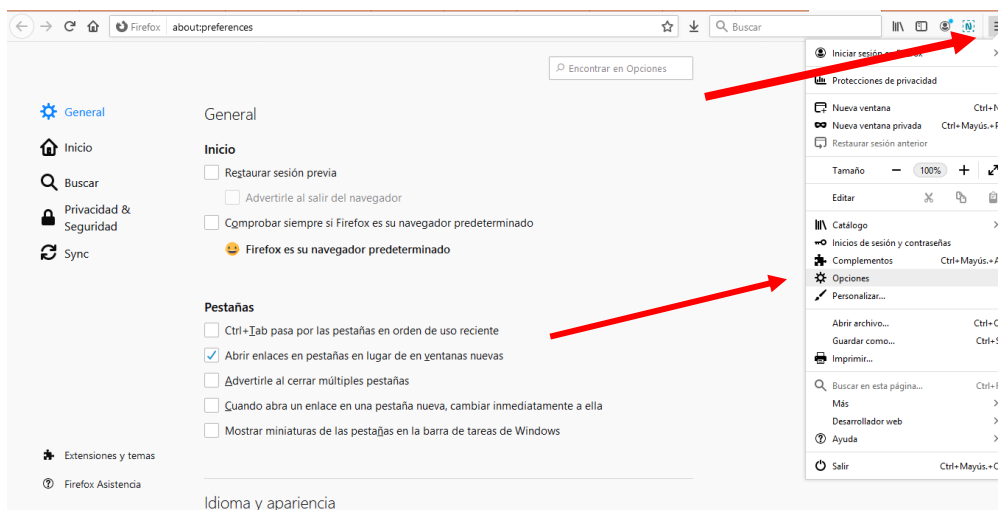 Firefox about:preferences
Buscar
Encontrar en Opciones
General
Inicio
Buscar
Privacidad &
Seguridad
Sync
Extensiones y temas
Firefox Asistencia
General
Inicio
Restaurar sesión previa
Advertirle al salir del navegador
Comprobar siempre si Firefox es su navegador predeterminado
Firefox es su navegador predeterminado
Pestañas
Ctrl+Tab pasa por las pestañas en orden de uso reciente
Abrir enlaces en pestañas en lugar de en ventanas nuevas
Advertirle al cerrar múltiples pestañas
Cuando abra un enlace en una pestaña nueva, cambiar inmediatamente a ella
Mostrar miniaturas de las pestañas en la barra de tareas de Windows
Idioma y apariencia
Iniciar sesión
Protecciones de privacidad
Nueva ventana Ctrl+N
Nueva ventana privada Ctrl+Mayús.+P
Restaurar sesión anterior
Tamaño 100%
Editar
Catálogo
Inicios de sesión y contraseñas
Complementos Ctrl+Mayús.+A
Opciones
Personalizar...
Abrir archivo... Ctrl+O
Guardar como... Ctrl+S
Imprimir...
Buscar en esta página... Ctrl+F
Más
Desarrollador web
Ayuda
Salir Ctrl+Mayús.+Q